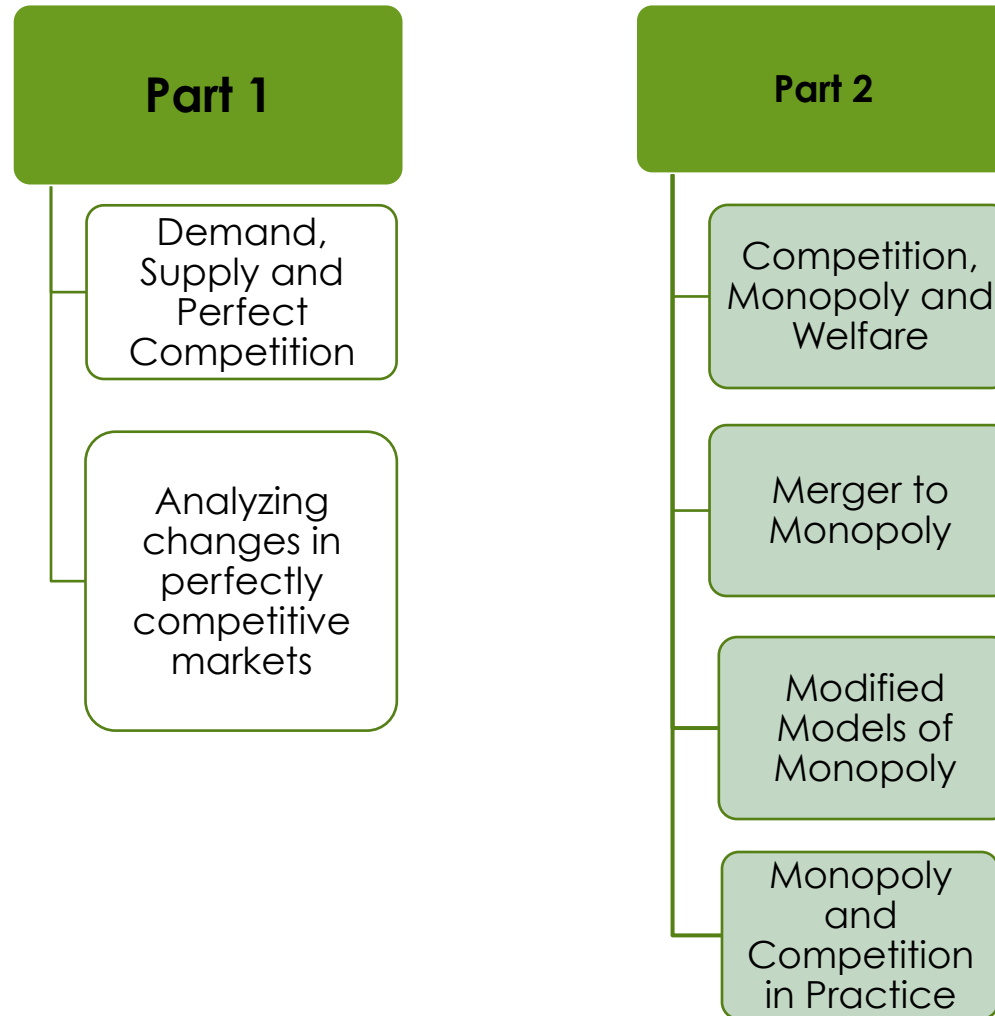 Part 1
Demand,
Supply and
Perfect
Competition
Analyzing
changes in
perfectly
competitive
markets
Part 2
Competition,
Monopoly and
Welfare
Merger to
Monopoly
Modified
Models of
Monopoly
Monopoly
and
Competition
in Practice